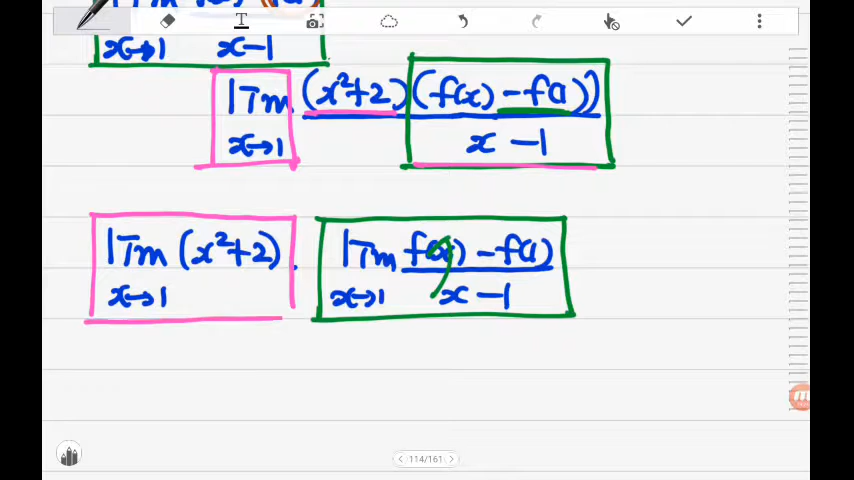 x→1 x-1
lim (x²+2)(f(x)-f(1))
x→1 x-1
lim (x²+2) · lim f(x)-f(1)
x→1 x→1 x-1
114/161